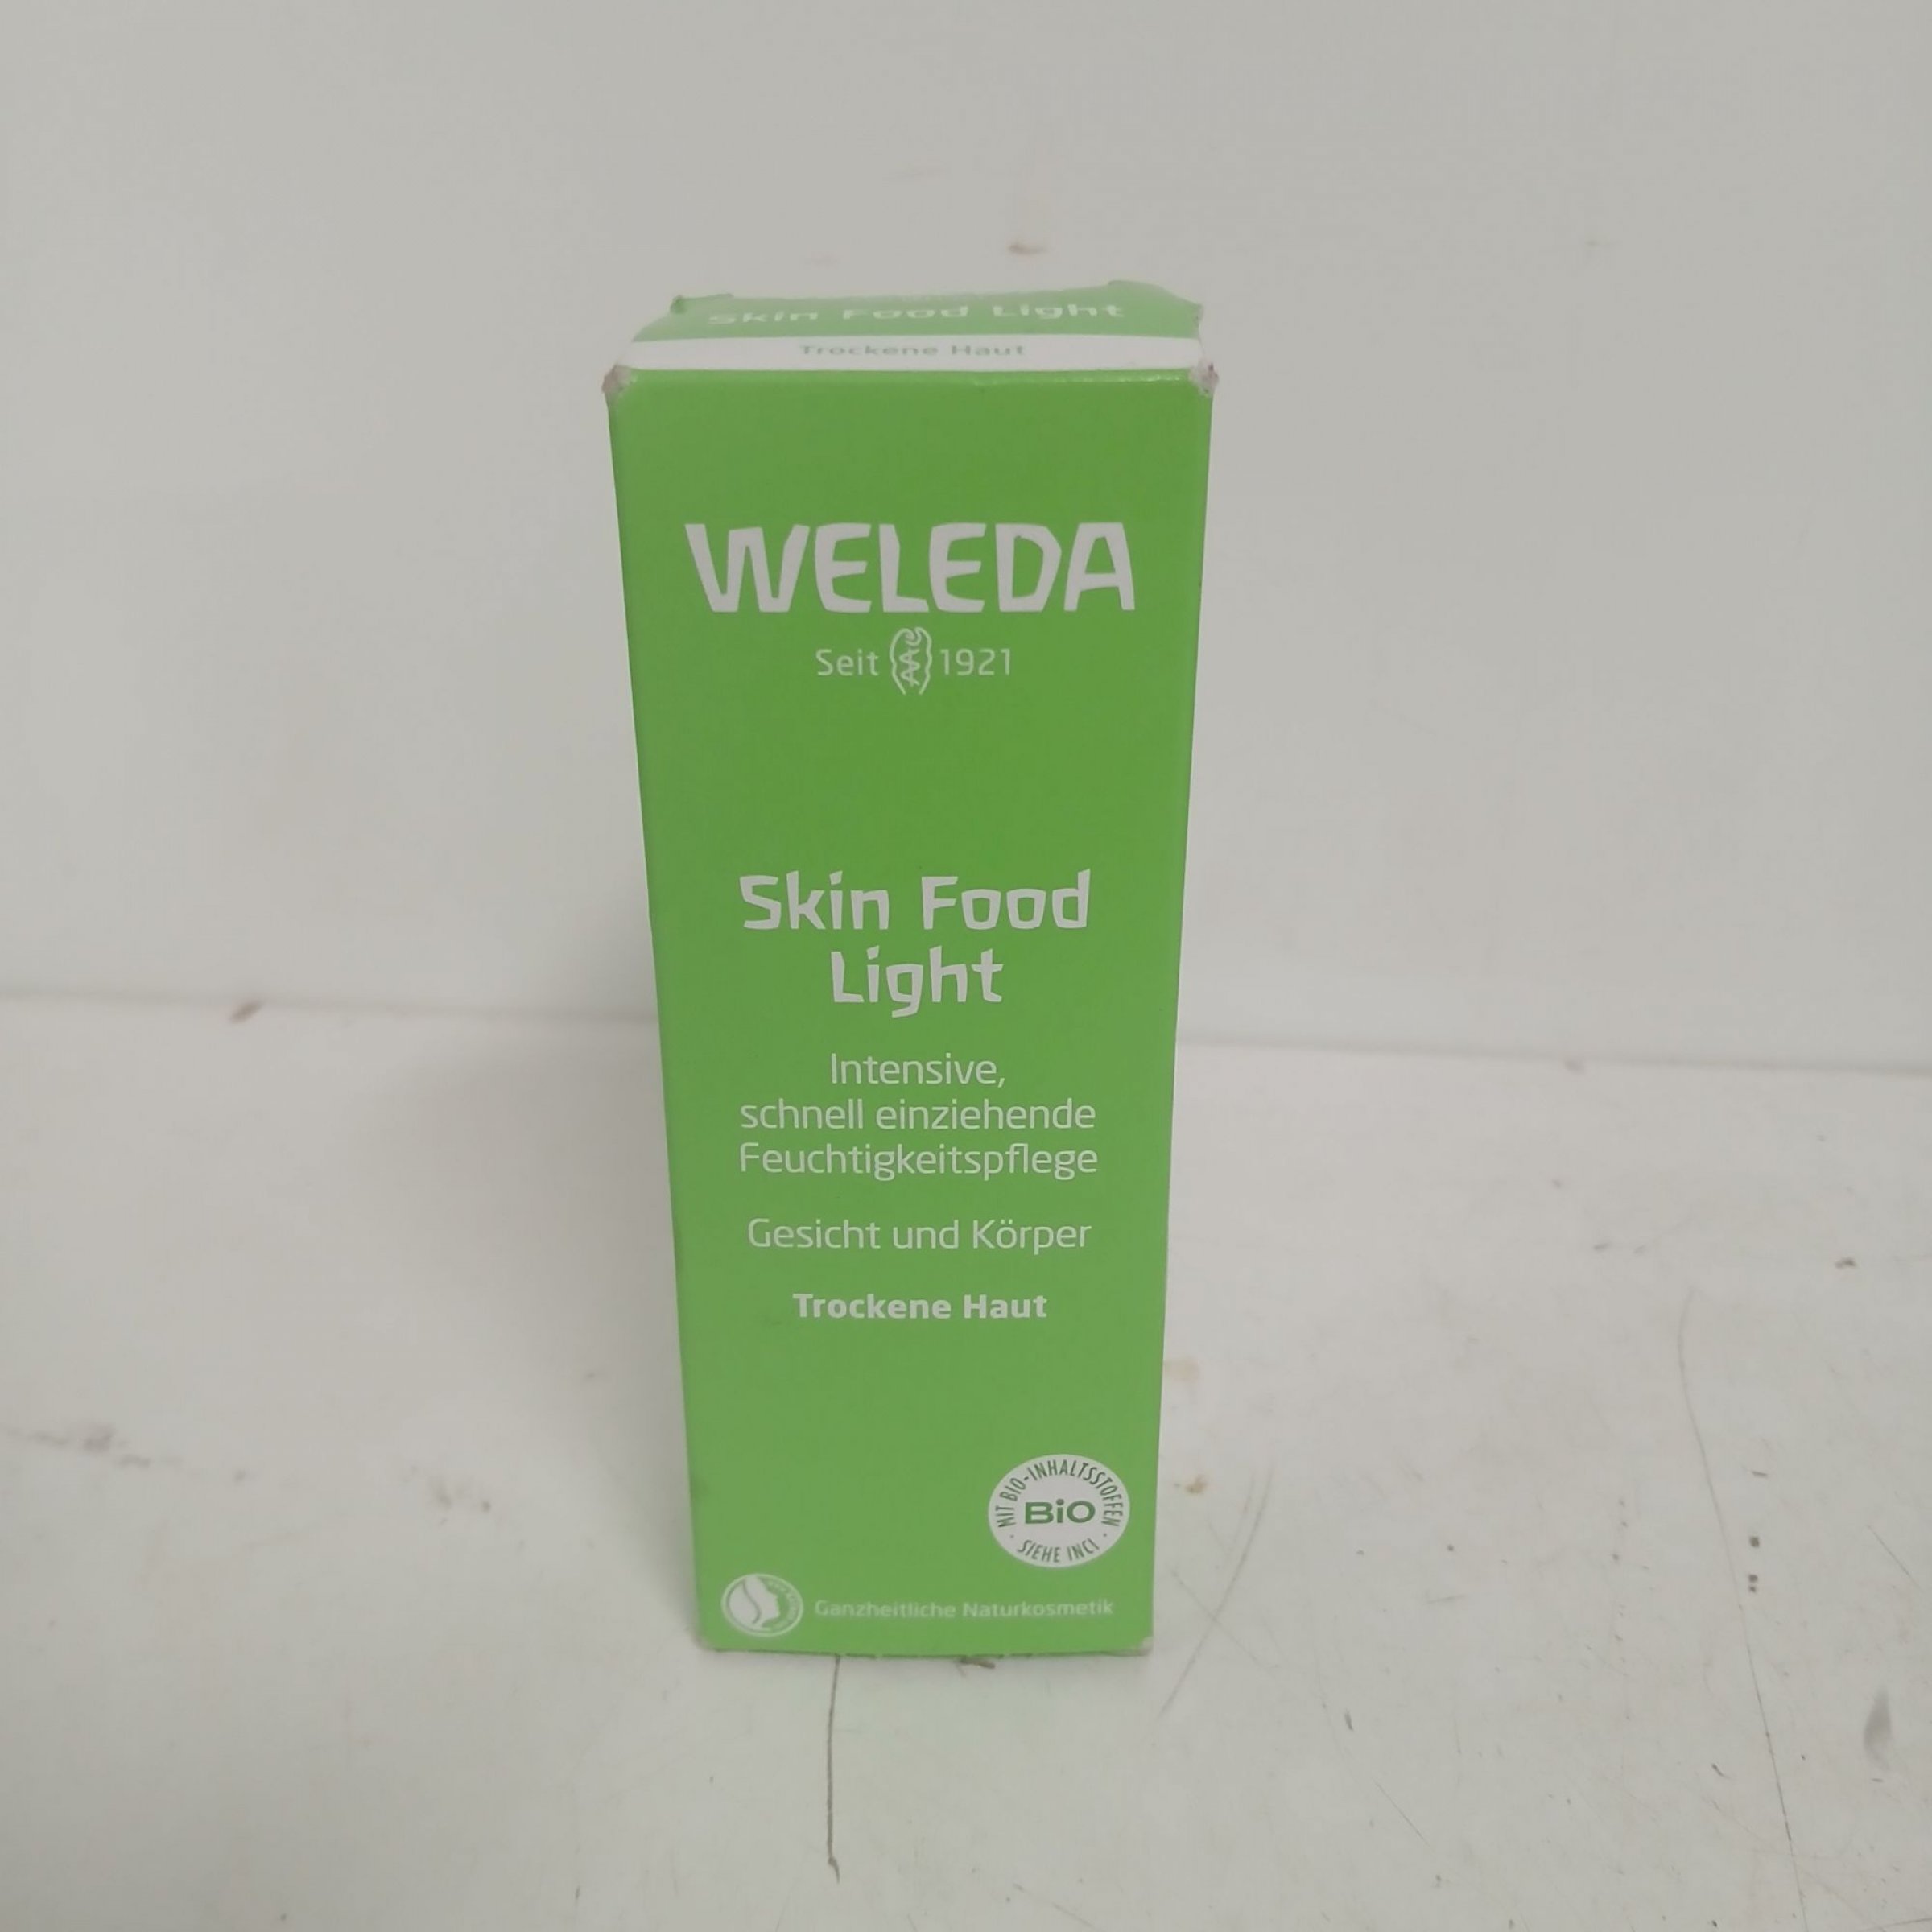 Skin Food Light
Trockene Haut
WELEDA
Seit 1921
Skin Food
Light
Intensive,
schnell einziehende
Feuchtigkeitspflege
Gesicht und Körper
Trockene Haut
MIT BIO-INHALTSSTOFFEN
BiO
SIEHE INCI
Ganzheitliche Naturkosmetik